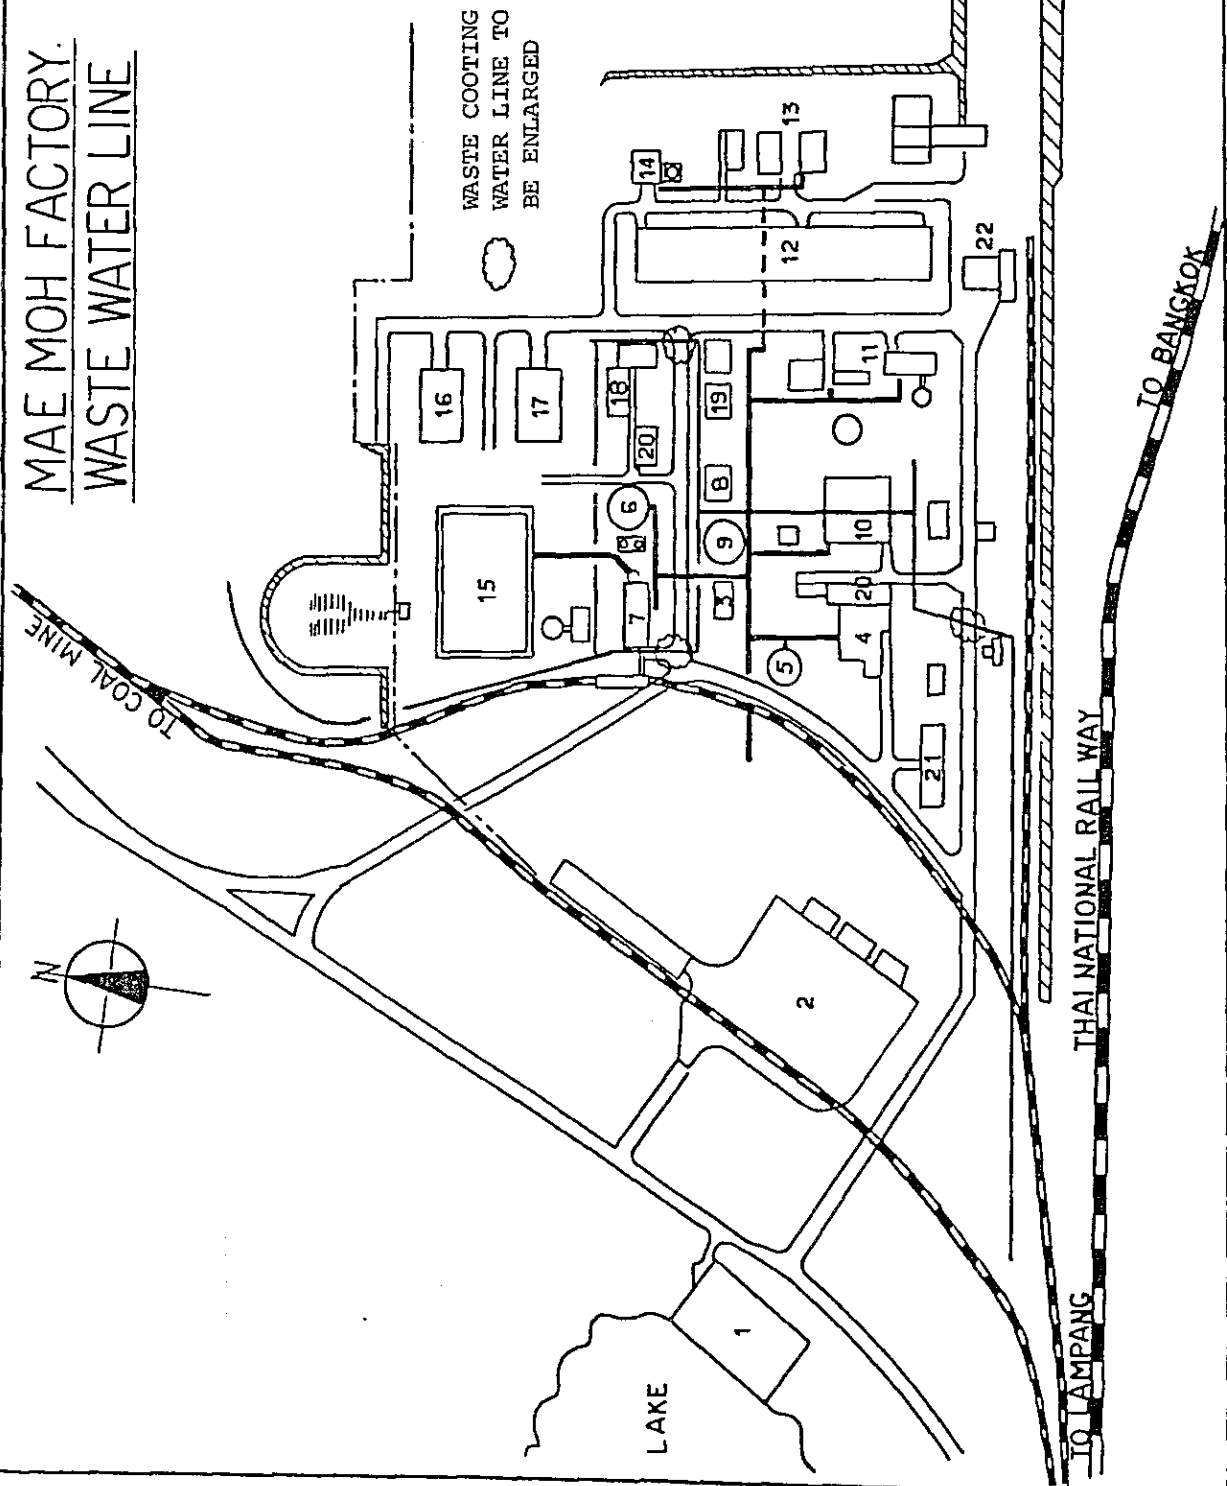 MAE MOH FACTORY.
WASTE WATER LINE
WASTE COOTING
WATER LINE TO
BE ENLARGED
N
TO COAL MINE
16
17
18
20
19
8
6
9
15
7
3
5
4
20
10
11
12
13
14
22
21
2
1
LAKE
TO LAMPANG
THAI NATIONAL RAILWAY
TO BANGKOK